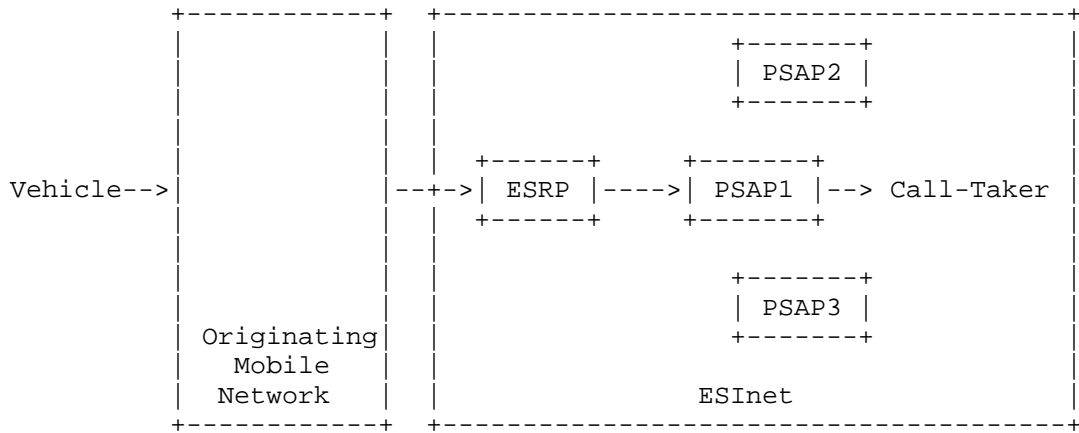 PSAP2
Vehicle--> --+-> ESRP ----> PSAP1 --> Call-Taker
PSAP3
Originating
Mobile
Network ESInet